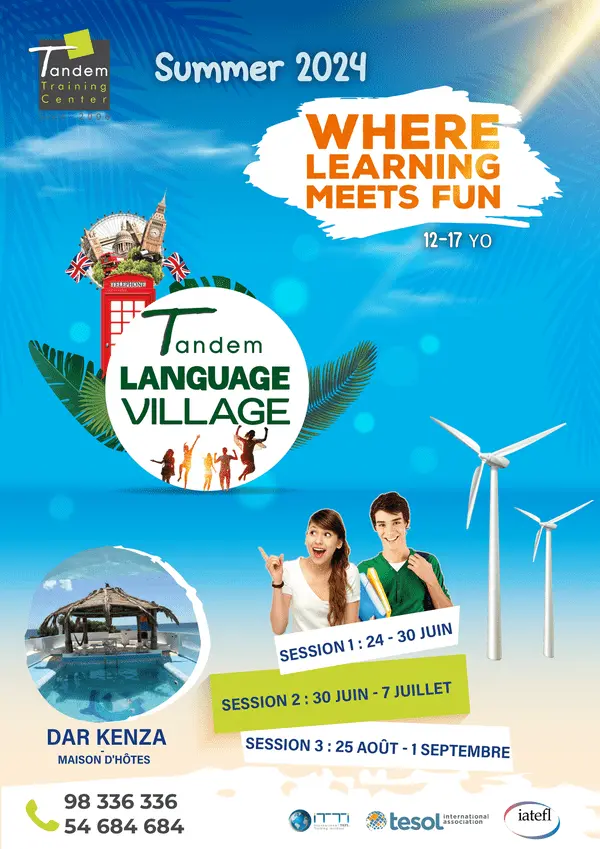 Tandem
Training
Center
Summer 2024
WHERE
LEARNING
MEETS FUN
12-17 YO
TELEPHONE
Tandem
LANGUAGE
VILLAGE
SESSION 1 : 24 - 30 JUIN
SESSION 2 : 30 JUIN - 7 JUILLET
SESSION 3 : 25 AOÛT - 1 SEPTEMBRE
DAR KENZA
-
MAISON D'HÔTES
98 336 336
54 684 684
ITTI
tesol international
association
iatefl